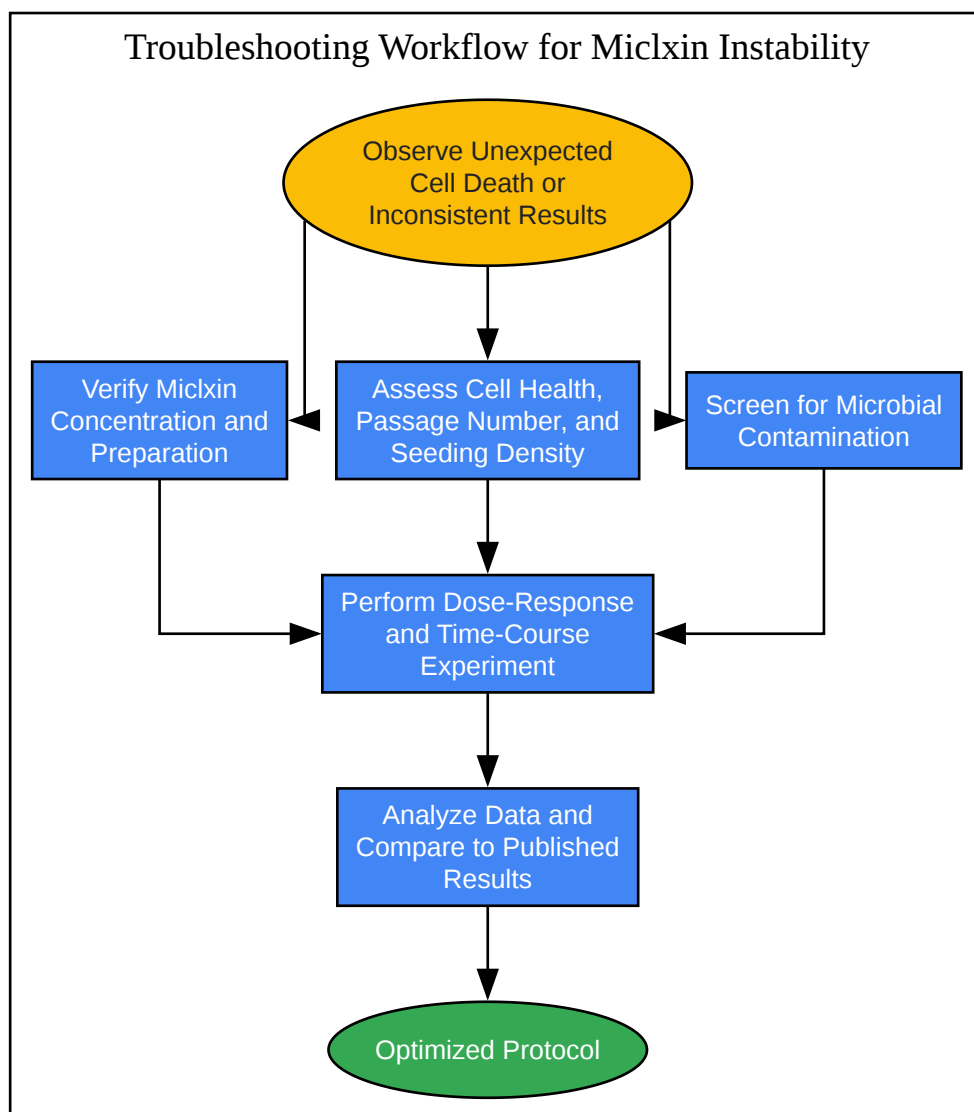 Troubleshooting Workflow for Miclxin Instability
Observe Unexpected
Cell Death or
Inconsistent Results
Verify Miclxin
Concentration and
Preparation
Assess Cell Health,
Passage Number, and
Seeding Density
Screen for Microbial
Contamination
Perform Dose-Response
and Time-Course
Experiment
Analyze Data and
Compare to Published
Results
Optimized Protocol